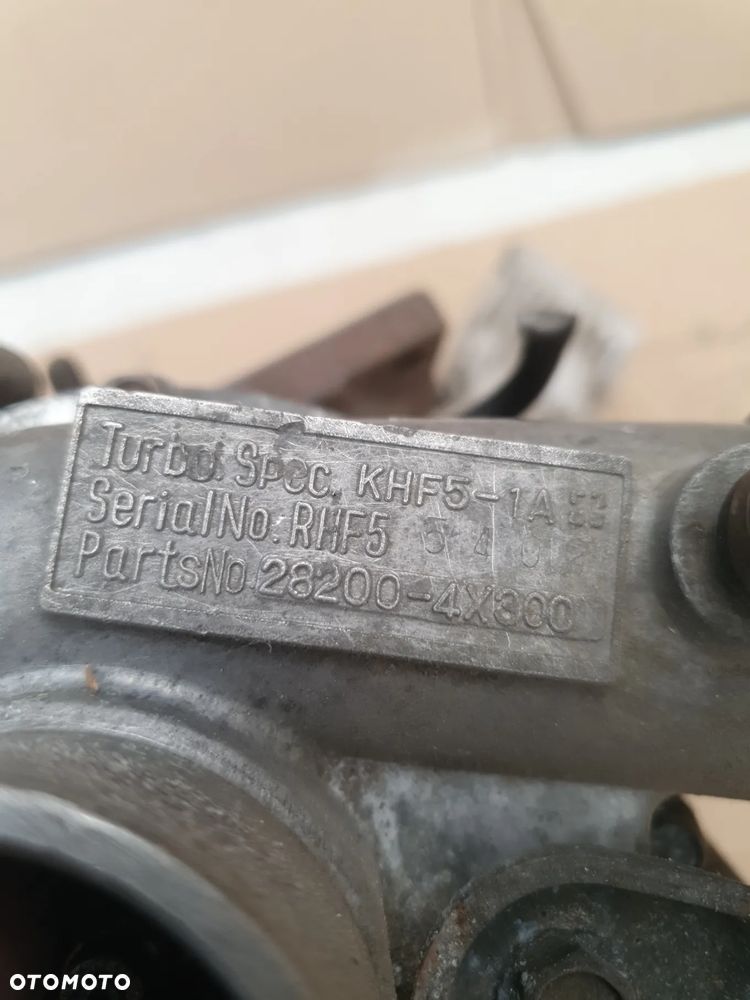 Turbo. Spec. KHF5-1A
Serial No. RHF5
Parts No. 28200-4X300
OTOMOTO